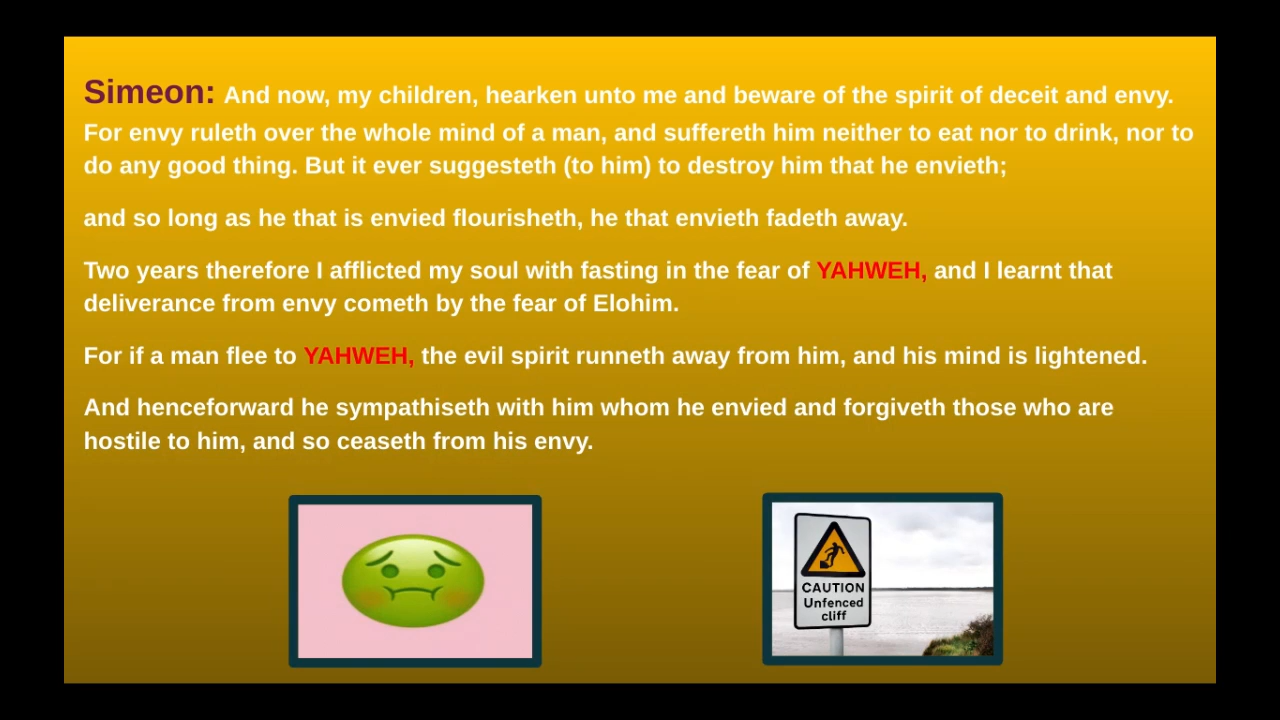 Simeon: And now, my children, hearken unto me and beware of the spirit of deceit and envy.
For envy ruleth over the whole mind of a man, and suffereth him neither to eat nor to drink, nor to
do any good thing. But it ever suggesteth (to him) to destroy him that he envieth;
and so long as he that is envied flourisheth, he that envieth fadeth away.
Two years therefore I afflicted my soul with fasting in the fear of YAHWEH, and I learnt that
deliverance from envy cometh by the fear of Elohim.
For if a man flee to YAHWEH, the evil spirit runneth away from him, and his mind is lightened.
And henceforward he sympathiseth with him whom he envied and forgiveth those who are
hostile to him, and so ceaseth from his envy.
CAUTION
Unfenced
cliff